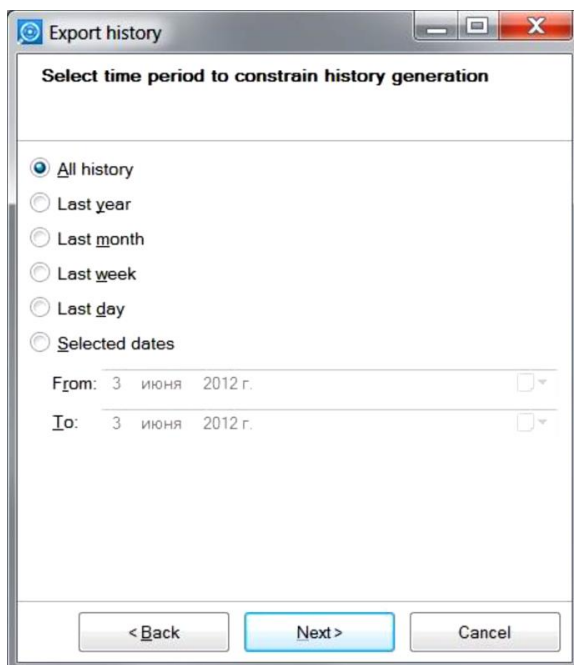 Export history
Select time period to constrain history generation
All history
Last year
Last month
Last week
Last day
Selected dates
From: 3 июня 2012 г.
To: 3 июня 2012 г.
< Back Next > Cancel